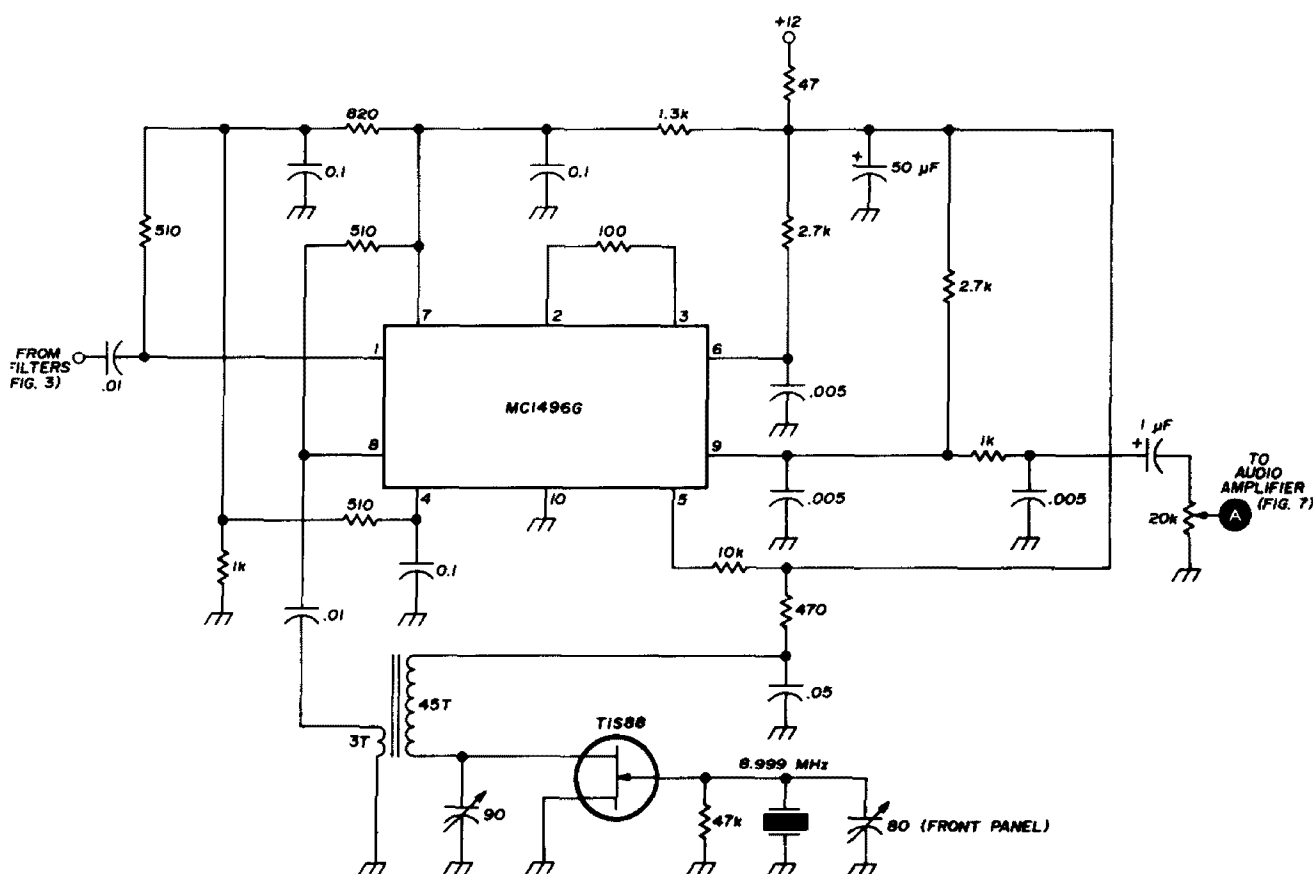 +12
47
820
1.3k
0.1
0.1
+
50 µF
510
510
100
2.7k
2.7k
7
2
3
FROM
FILTERS
(FIG. 3)
.01
1
6
MC1496G
.005
8
9
1k
1 µF
+
TO
AUDIO
AMPLIFIER
(FIG. 7)
A
20k
.005
.005
4
10
5
510
1k
0.1
10k
470
.01
45T
3T
.05
TIS88
8.999 MHz
90
47k
80 (FRONT PANEL)